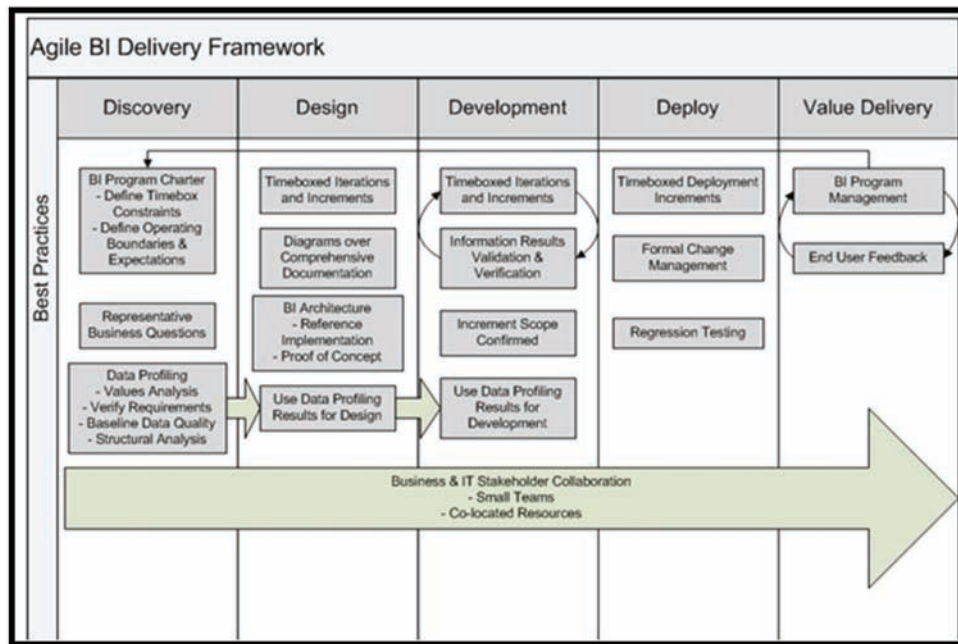 Agile BI Delivery Framework
Best Practices
Discovery
Design
Development
Deploy
Value Delivery
BI Program Charter
- Define Timebox
Constraints
- Define Operating
Boundaries &
Expectations
Representative
Business Questions
Data Profiling
- Values Analysis
- Verify Requirements
- Baseline Data Quality
- Structural Analysis
Timeboxed Iterations
and Increments
Diagrams over
Comprehensive
Documentation
BI Architecture
- Reference
Implementation
- Proof of Concept
Use Data Profiling
Results for Design
Timeboxed Iterations
and Increments
Information Results
Validation &
Verification
Increment Scope
Confirmed
Use Data Profiling
Results for
Development
Timeboxed Deployment
Increments
Formal Change
Management
Regression Testing
BI Program
Management
End User Feedback
Business & IT Stakeholder Collaboration
- Small Teams
- Co-located Resources